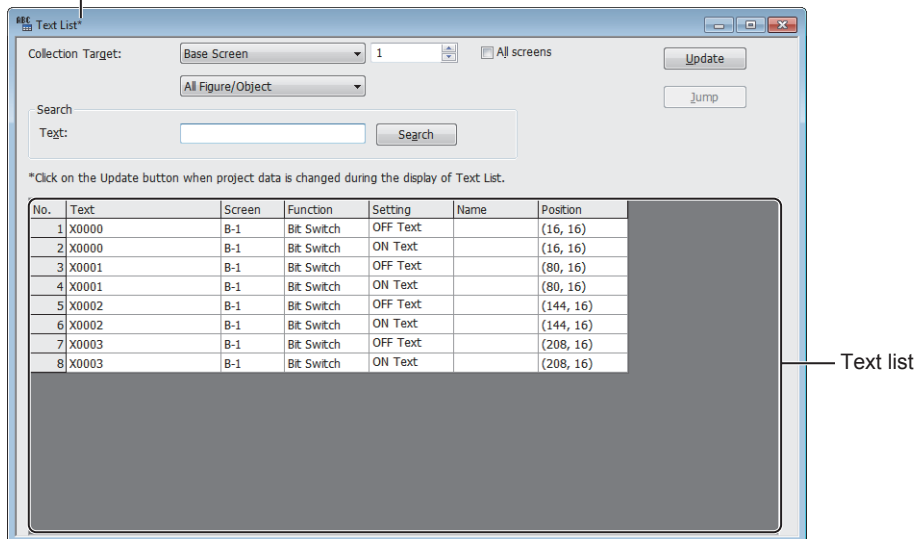 Text List*
Collection Target: Base Screen 1 All screens Update
All Figure/Object Jump
Search
Text: Search
*Click on the Update button when project data is changed during the display of Text List.
No. Text Screen Function Setting Name Position
1 X0000 B-1 Bit Switch OFF Text (16, 16)
2 X0000 B-1 Bit Switch ON Text (16, 16)
3 X0001 B-1 Bit Switch OFF Text (80, 16)
4 X0001 B-1 Bit Switch ON Text (80, 16)
5 X0002 B-1 Bit Switch OFF Text (144, 16)
6 X0002 B-1 Bit Switch ON Text (144, 16)
7 X0003 B-1 Bit Switch OFF Text (208, 16)
8 X0003 B-1 Bit Switch ON Text (208, 16)
Text list